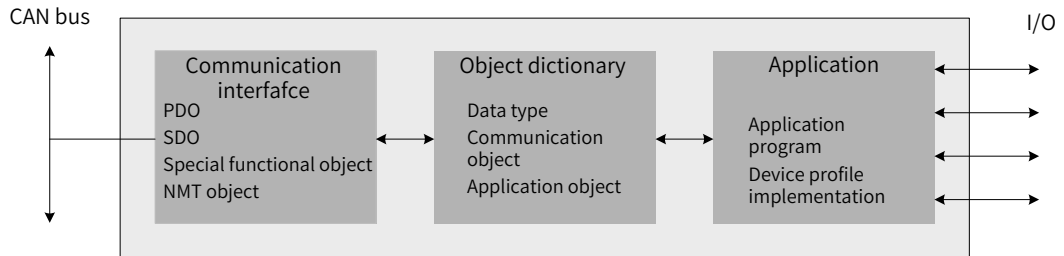 CAN bus
I/O
Communication
interfafce
PDO
SDO
Special functional object
NMT object
Object dictionary
Data type
Communication
object
Application object
Application
Application
program
Device profile
implementation